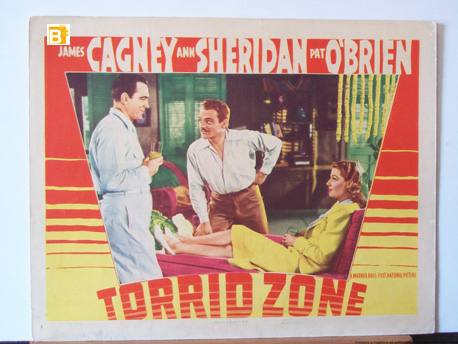 B
JAMES CAGNEY ANN SHERIDAN PAT O'BRIEN
A WARNER BROS.-FIRST NATIONAL PICTURE
TORRID ZONE